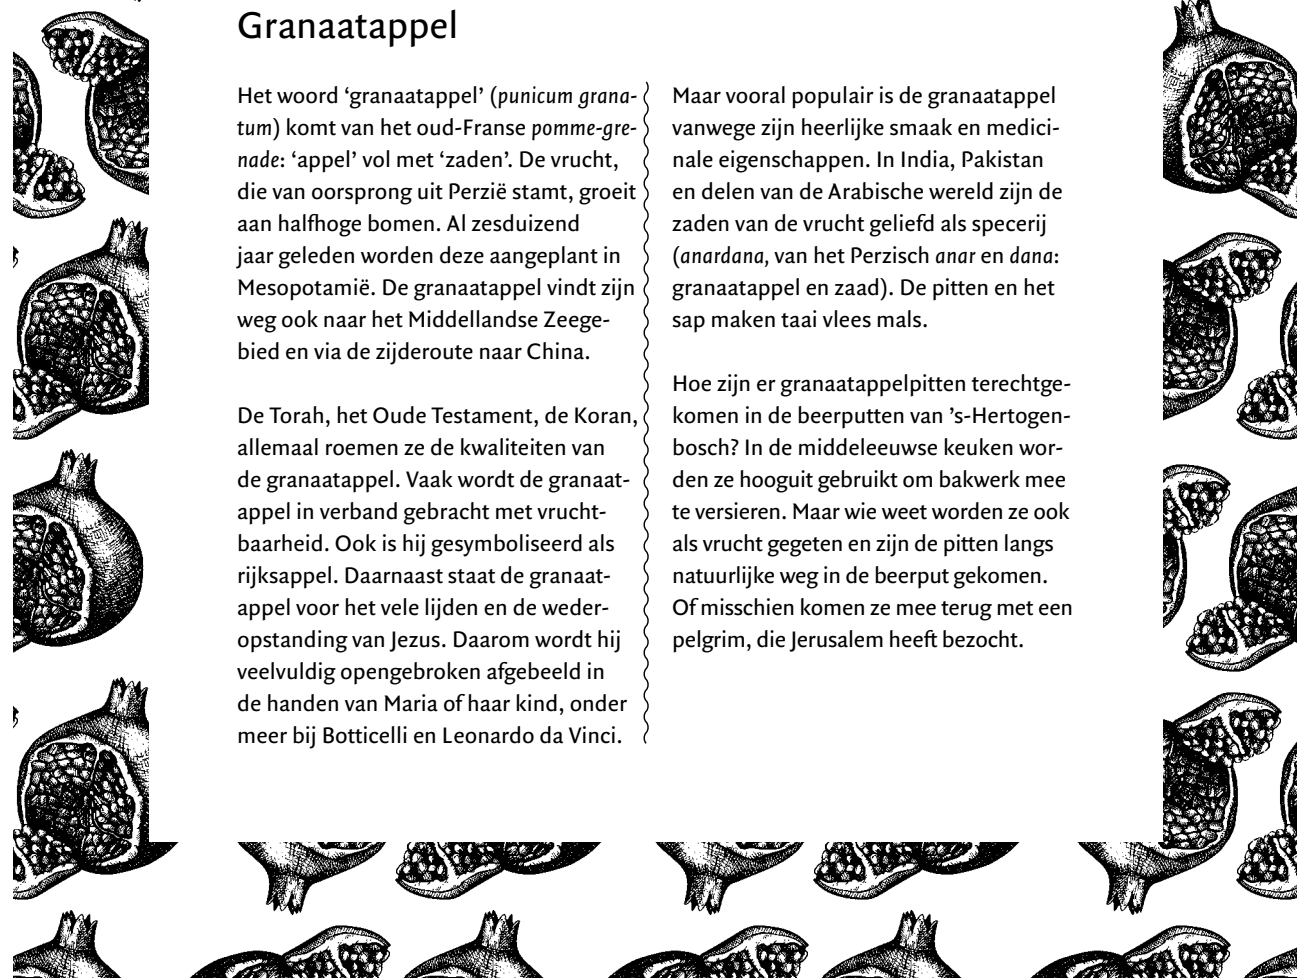 Granaatappel
Het woord ‘granaatappel’ (punicum grana-
tum) komt van het oud-Franse pomme-gre-
nade: ‘appel’ vol met ‘zaden’. De vrucht,
die van oorsprong uit Perzië stamt, groeit
aan halfhoge bomen. Al zesduizend
jaar geleden worden deze aangeplant in
Mesopotamië. De granaatappel vindt zijn
weg ook naar het Middellandse Zeege-
bied en via de zijderoute naar China.
De Torah, het Oude Testament, de Koran,
allemaal roemen ze de kwaliteiten van
de granaatappel. Vaak wordt de granaat-
appel in verband gebracht met vrucht-
baarheid. Ook is hij gesymboliseerd als
rijksappel. Daarnaast staat de granaat-
appel voor het vele lijden en de weder-
opstanding van Jezus. Daarom wordt hij
veelvuldig opengebroken afgebeeld in
de handen van Maria of haar kind, onder
meer bij Botticelli en Leonardo da Vinci.
Maar vooral populair is de granaatappel
vanwege zijn heerlijke smaak en medici-
nale eigenschappen. In India, Pakistan
en delen van de Arabische wereld zijn de
zaden van de vrucht geliefd als specerij
(anardana, van het Perzisch anar en dana:
granaatappel en zaad). De pitten en het
sap maken taai vlees mals.
Hoe zijn er granaatappelpitten terechtge-
komen in de beerputten van ’s-Hertogen-
bosch? In de middeleeuwse keuken wor-
den ze hooguit gebruikt om bakwerk mee
te versieren. Maar wie weet worden ze ook
als vrucht gegeten en zijn de pitten langs
natuurlijke weg in de beerput gekomen.
Of misschien komen ze mee terug met een
pelgrim, die Jerusalem heeft bezocht.